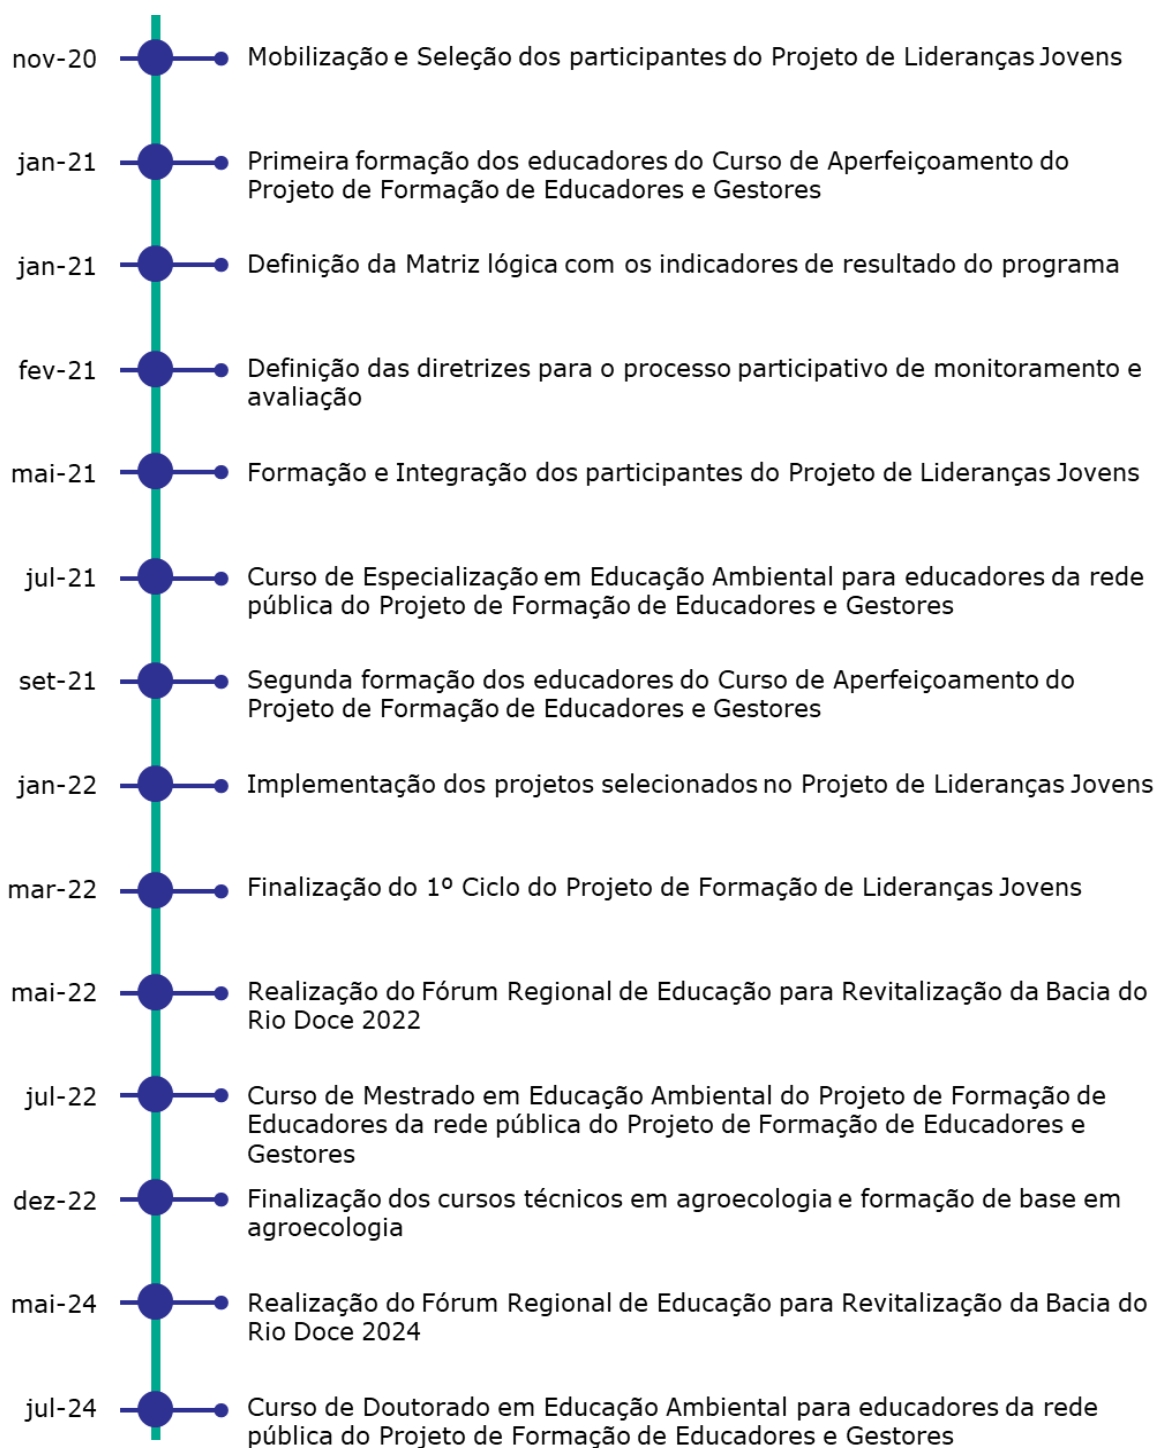 nov-20
Mobilização e Seleção dos participantes do Projeto de Lideranças Jovens
jan-21
Primeira formação dos educadores do Curso de Aperfeiçoamento do
Projeto de Formação de Educadores e Gestores
jan-21
Definição da Matriz lógica com os indicadores de resultado do programa
fev-21
Definição das diretrizes para o processo participativo de monitoramento e
avaliação
mai-21
Formação e Integração dos participantes do Projeto de Lideranças Jovens
jul-21
Curso de Especialização em Educação Ambiental para educadores da rede
pública do Projeto de Formação de Educadores e Gestores
set-21
Segunda formação dos educadores do Curso de Aperfeiçoamento do
Projeto de Formação de Educadores e Gestores
jan-22
Implementação dos projetos selecionados no Projeto de Lideranças Jovens
mar-22
Finalização do 1º Ciclo do Projeto de Formação de Lideranças Jovens
mai-22
Realização do Fórum Regional de Educação para Revitalização da Bacia do
Rio Doce 2022
jul-22
Curso de Mestrado em Educação Ambiental do Projeto de Formação de
Educadores da rede pública do Projeto de Formação de Educadores e
Gestores
dez-22
Finalização dos cursos técnicos em agroecologia e formação de base em
agroecologia
mai-24
Realização do Fórum Regional de Educação para Revitalização da Bacia do
Rio Doce 2024
jul-24
Curso de Doutorado em Educação Ambiental para educadores da rede
pública do Projeto de Formação de Educadores e Gestores